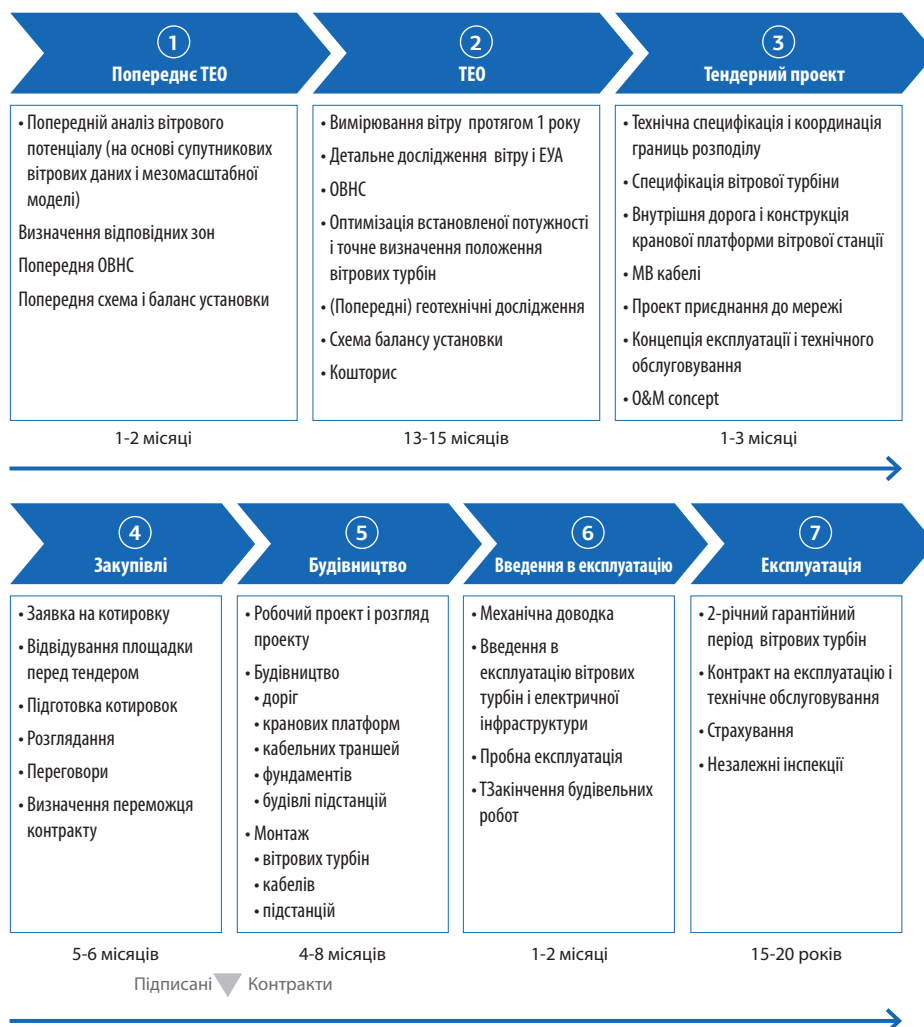 1
Попереднє ТЕО
• Попередній аналіз вітрового
потенціалу (на основі супутникових
вітрових даних і мезомасштабної
моделі)
Визначення відповідних зон
Попередня ОВНС
Попередня схема і баланс установки
1-2 місяці
2
ТЕО
• Вимірювання вітру протягом 1 року
• Детальне дослідження вітру і ЕУА
• ОВНС
• Оптимізація встановленої потужності
і точне визначення положення
вітрових турбін
• (Попередні) геотехнічні дослідження
• Схема балансу установки
• Кошторис
13-15 місяців
3
Тендерний проект
• Технічна специфікація і координація
границь розподілу
• Специфікація вітрової турбіни
• Внутрішня дорога і конструкція
кранової платформи вітрової станції
• МВ кабелі
• Проект приєднання до мережі
• Концепція експлуатації і технічного
обслуговування
• O&M concept
1-3 місяці
4
Закупівлі
• Заявка на котировку
• Відвідування площадки
перед тендером
• Підготовка котировок
• Розглядання
• Переговори
• Визначення переможця
контракту
5-6 місяців
5
Будівництво
• Робочий проект і розгляд
проекту
• Будівництво
• доріг
• кранових платформ
• кабельних траншей
• фундаментів
• будівлі підстанцій
• Монтаж
• вітрових турбін
• кабелів
• підстанцій
4-8 місяців
Підписані Контракти
6
Введення в експлуатацію
• Механічна доводка
• Введення в
експлуатацію вітрових
турбін і електричної
інфраструктури
• Пробна експлуатація
• ТЗакінчення будівельних
робот
1-2 місяці
7
Експлуатація
• 2-річний гарантійний
період вітрових турбін
• Контракт на експлуатацію і
технічне обслуговування
• Страхування
• Незалежні інспекції
15-20 років